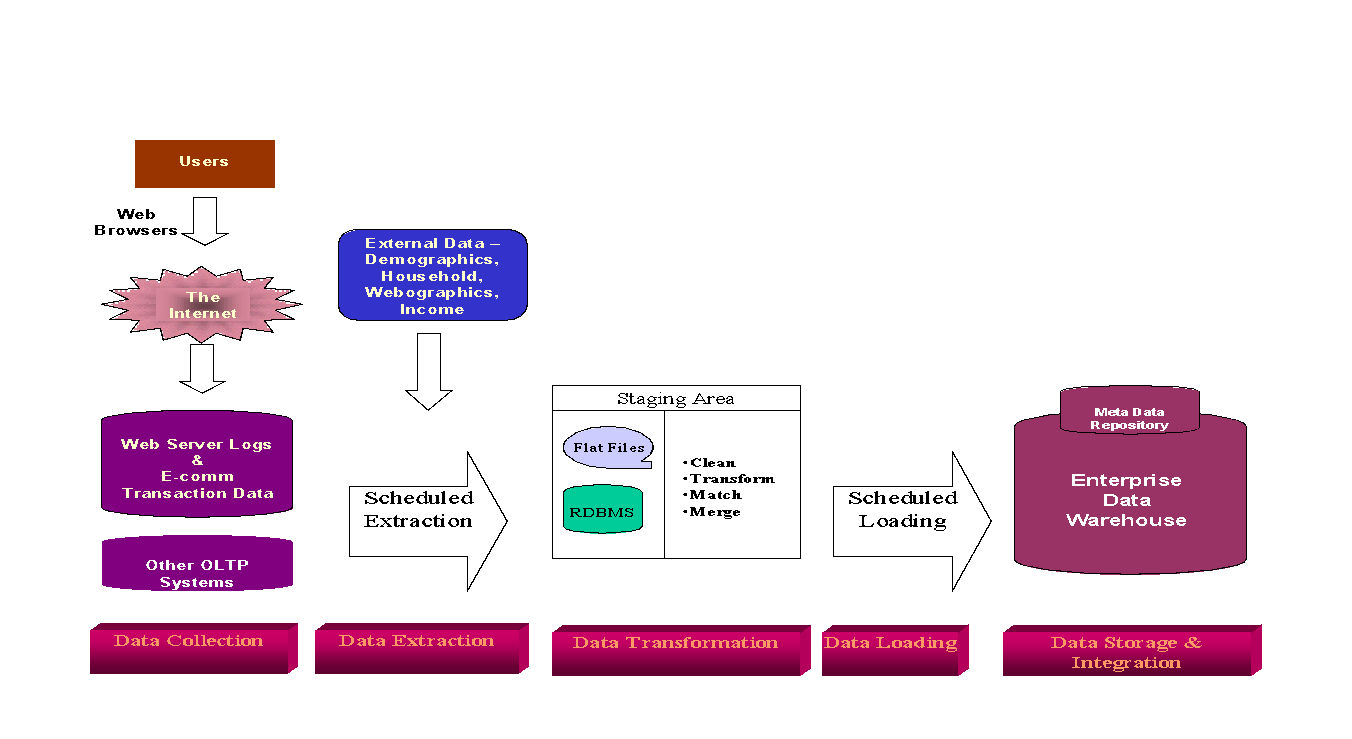 Users
Web
Browsers
The
Internet
Web Server Logs
&
E-comm
Transaction Data
Other OLTP
Systems
External Data –
Demographics,
Household,
Webographics,
Income
Scheduled
Extraction
Staging Area
Flat Files
RDBMS
•Clean
•Transform
•Match
•Merge
Scheduled
Loading
Meta Data
Repository
Enterprise
Data
Warehouse
Data Collection
Data Extraction
Data Transformation
Data Loading
Data Storage &
Integration